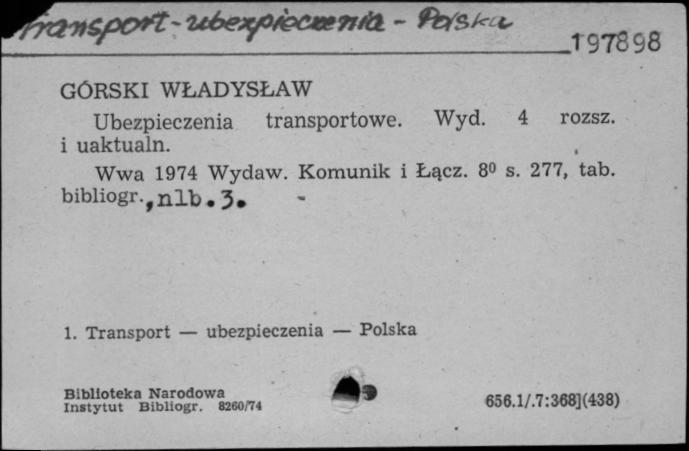 Transport-ubezpieczenia - Polska
197898
GÓRSKI WŁADYSŁAW
Ubezpieczenia transportowe. Wyd. 4 rozsz.
i uaktualn.
Wwa 1974 Wydaw. Komunik i Łącz. 8⁰ s. 277, tab.
bibliogr., nlb. 3.
1. Transport — ubezpieczenia — Polska
Biblioteka Narodowa
Instytut Bibliogr. 8260/74
656.1/.7:368](438)